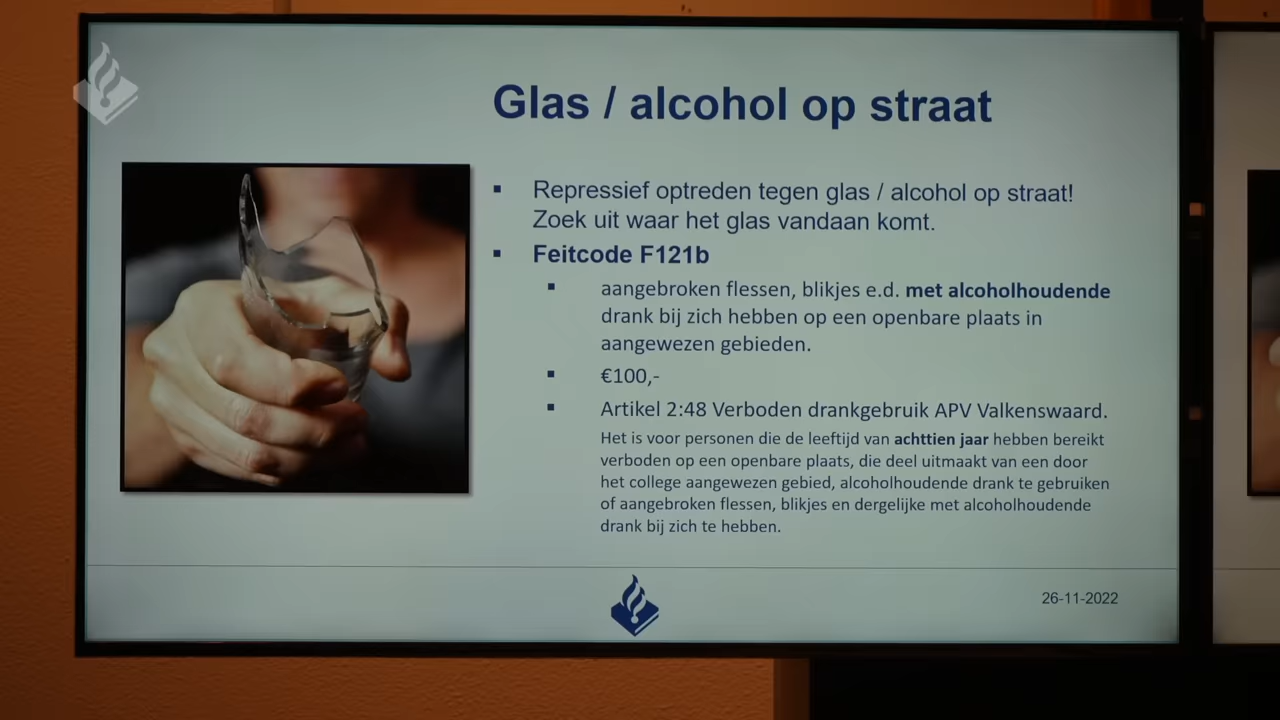 Glas / alcohol op straat
Repressief optreden tegen glas / alcohol op straat!
Zoek uit waar het glas vandaan komt.
Feitcode F121b
aangebroken flessen, blikjes e.d. met alcoholhoudende
drank bij zich hebben op een openbare plaats in
aangewezen gebieden.
€100,-
Artikel 2:48 Verboden drankgebruik APV Valkenswaard.
Het is voor personen die de leeftijd van achttien jaar hebben bereikt
verboden op een openbare plaats, die deel uitmaakt van een door
het college aangewezen gebied, alcoholhoudende drank te gebruiken
of aangebroken flessen, blikjes en dergelijke met alcoholhoudende
drank bij zich te hebben.
26-11-2022